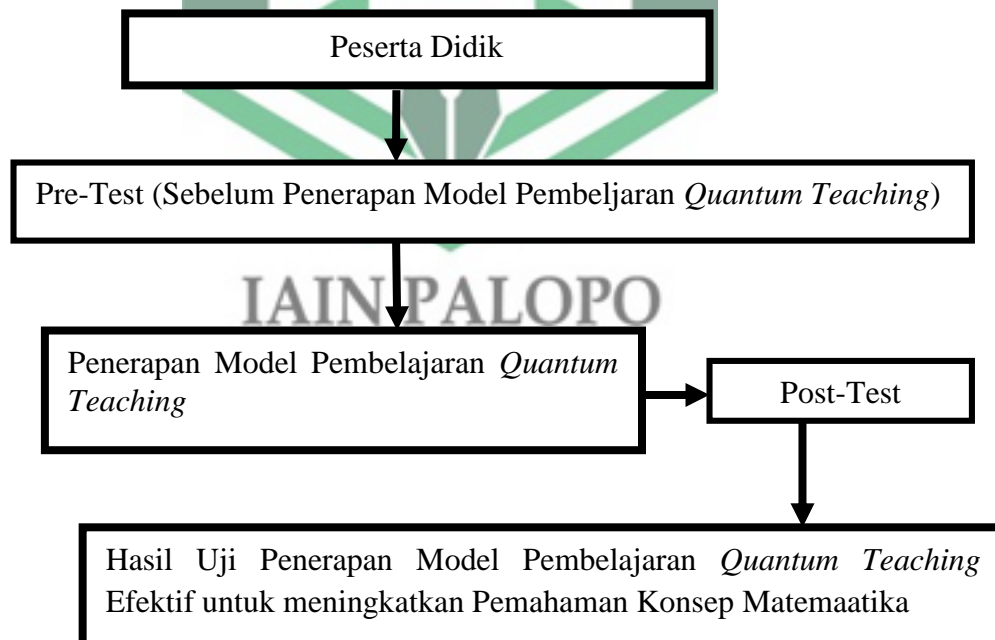 Peserta Didik
Pre-Test (Sebelum Penerapan Model Pembeljaran Quantum Teaching)
IAIN PALOPO
Penerapan Model Pembelajaran Quantum
Teaching
Post-Test
Hasil Uji Penerapan Model Pembelajaran Quantum Teaching
Efektif untuk meningkatkan Pemahaman Konsep Matemaatika